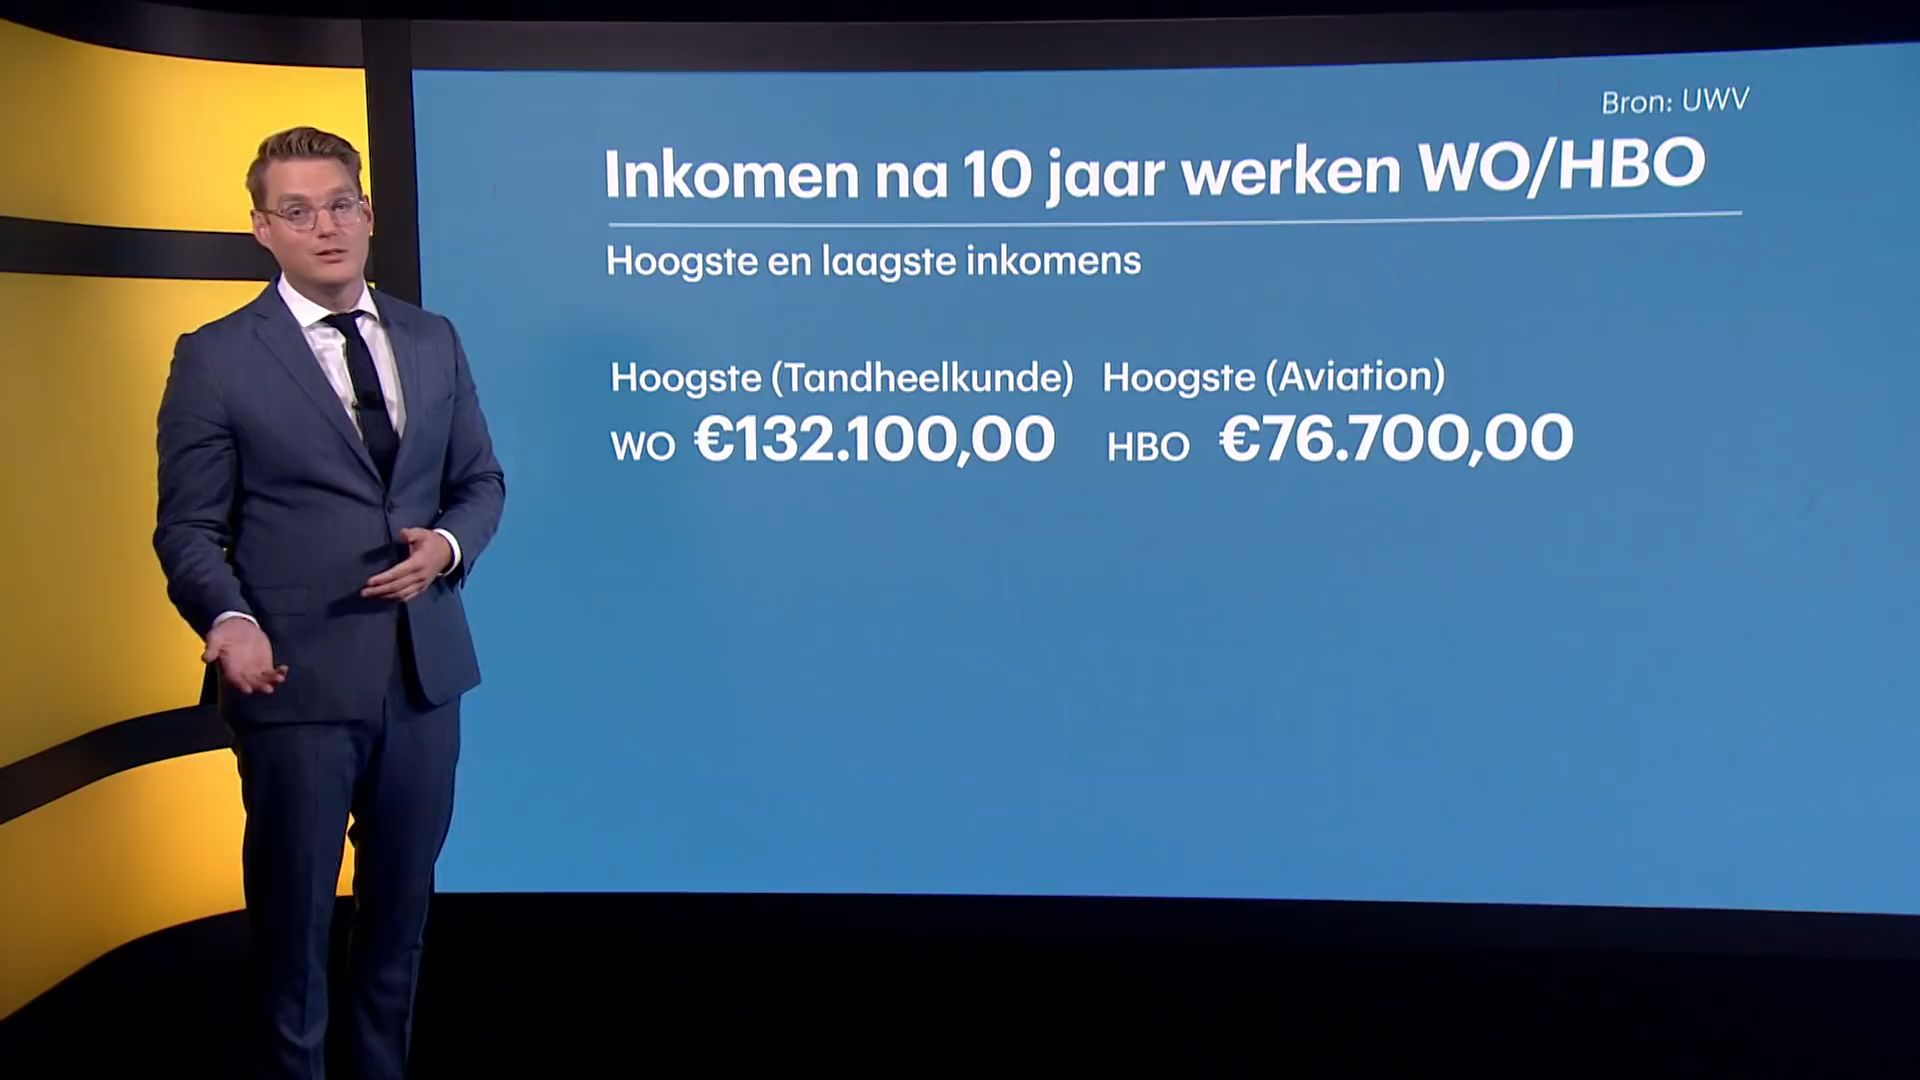 Bron: UWV
Inkomen na 10 jaar werken WO/HBO
Hoogste en laagste inkomens
Hoogste (Tandheelkunde) Hoogste (Aviation)
WO €132.100,00 HBO €76.700,00